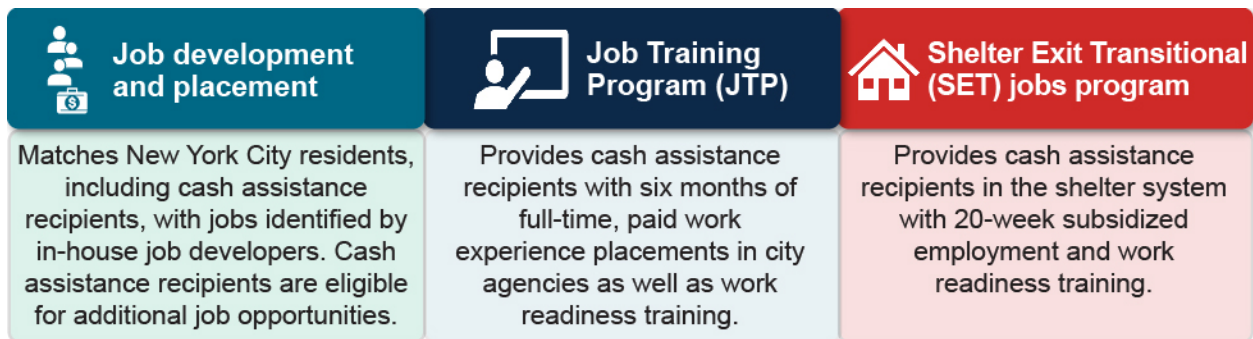 Job development
and placement
Matches New York City residents,
including cash assistance
recipients, with jobs identified by
in-house job developers. Cash
assistance recipients are eligible
for additional job opportunities.
Job Training
Program (JTP)
Provides cash assistance
recipients with six months of
full-time, paid work
experience placements in city
agencies as well as work
readiness training.
Shelter Exit Transitional
(SET) jobs program
Provides cash assistance
recipients in the shelter system
with 20-week subsidized
employment and work
readiness training.